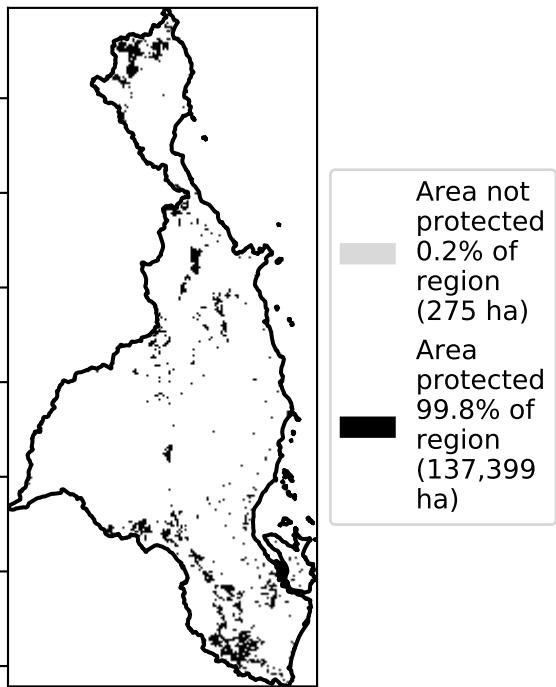 Area not
protected
0.2% of
region
(275 ha)
Area
protected
99.8% of
region
(137,399
ha)